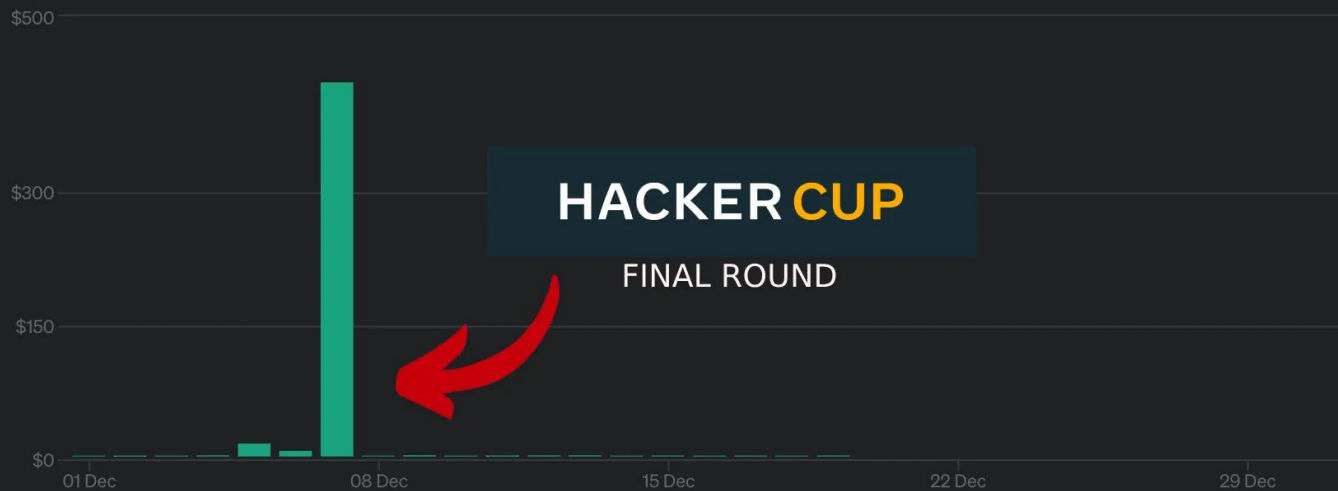 $500
$300
$150
$0
HACKER CUP
FINAL ROUND
01 Dec
08 Dec
15 Dec
22 Dec
29 Dec